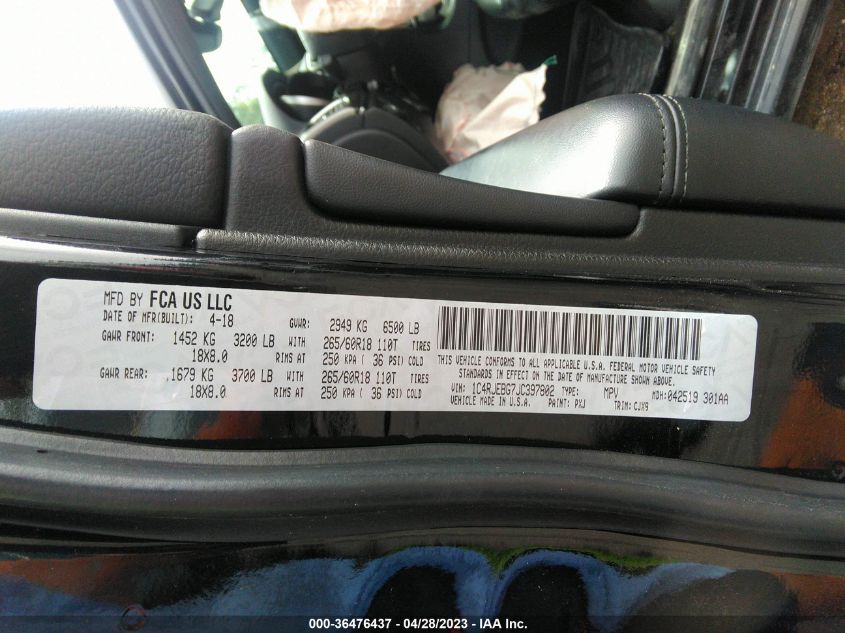 MFD BY FCA US LLC
DATE OF MFR(BUILT): 4-18 GVWR: 2949 KG 6500 LB
GAWR FRONT: 1452 KG 3200 LB WITH 265/60R18 110T TIRES
18X8.0 RIMS AT 250 KPA ( 36 PSI) COLD
GAWR REAR: 1679 KG 3700 LB WITH 265/60R18 110T TIRES
18X8.0 RIMS AT 250 KPA ( 36 PSI) COLD
THIS VEHICLE CONFORMS TO ALL APPLICABLE U.S.A. FEDERAL MOTOR VEHICLE SAFETY
STANDARDS IN EFFECT ON THE DATE OF MANUFACTURE SHOWN ABOVE.
VIN: 1C4RJEBG7JC397802 TYPE: MPV MDH: 042519 301AA
VEHICLE MADE IN U.S.A. PAINT: PXJ TRIM: CJX9
000-36476437 - 04/28/2023 - IAA Inc.